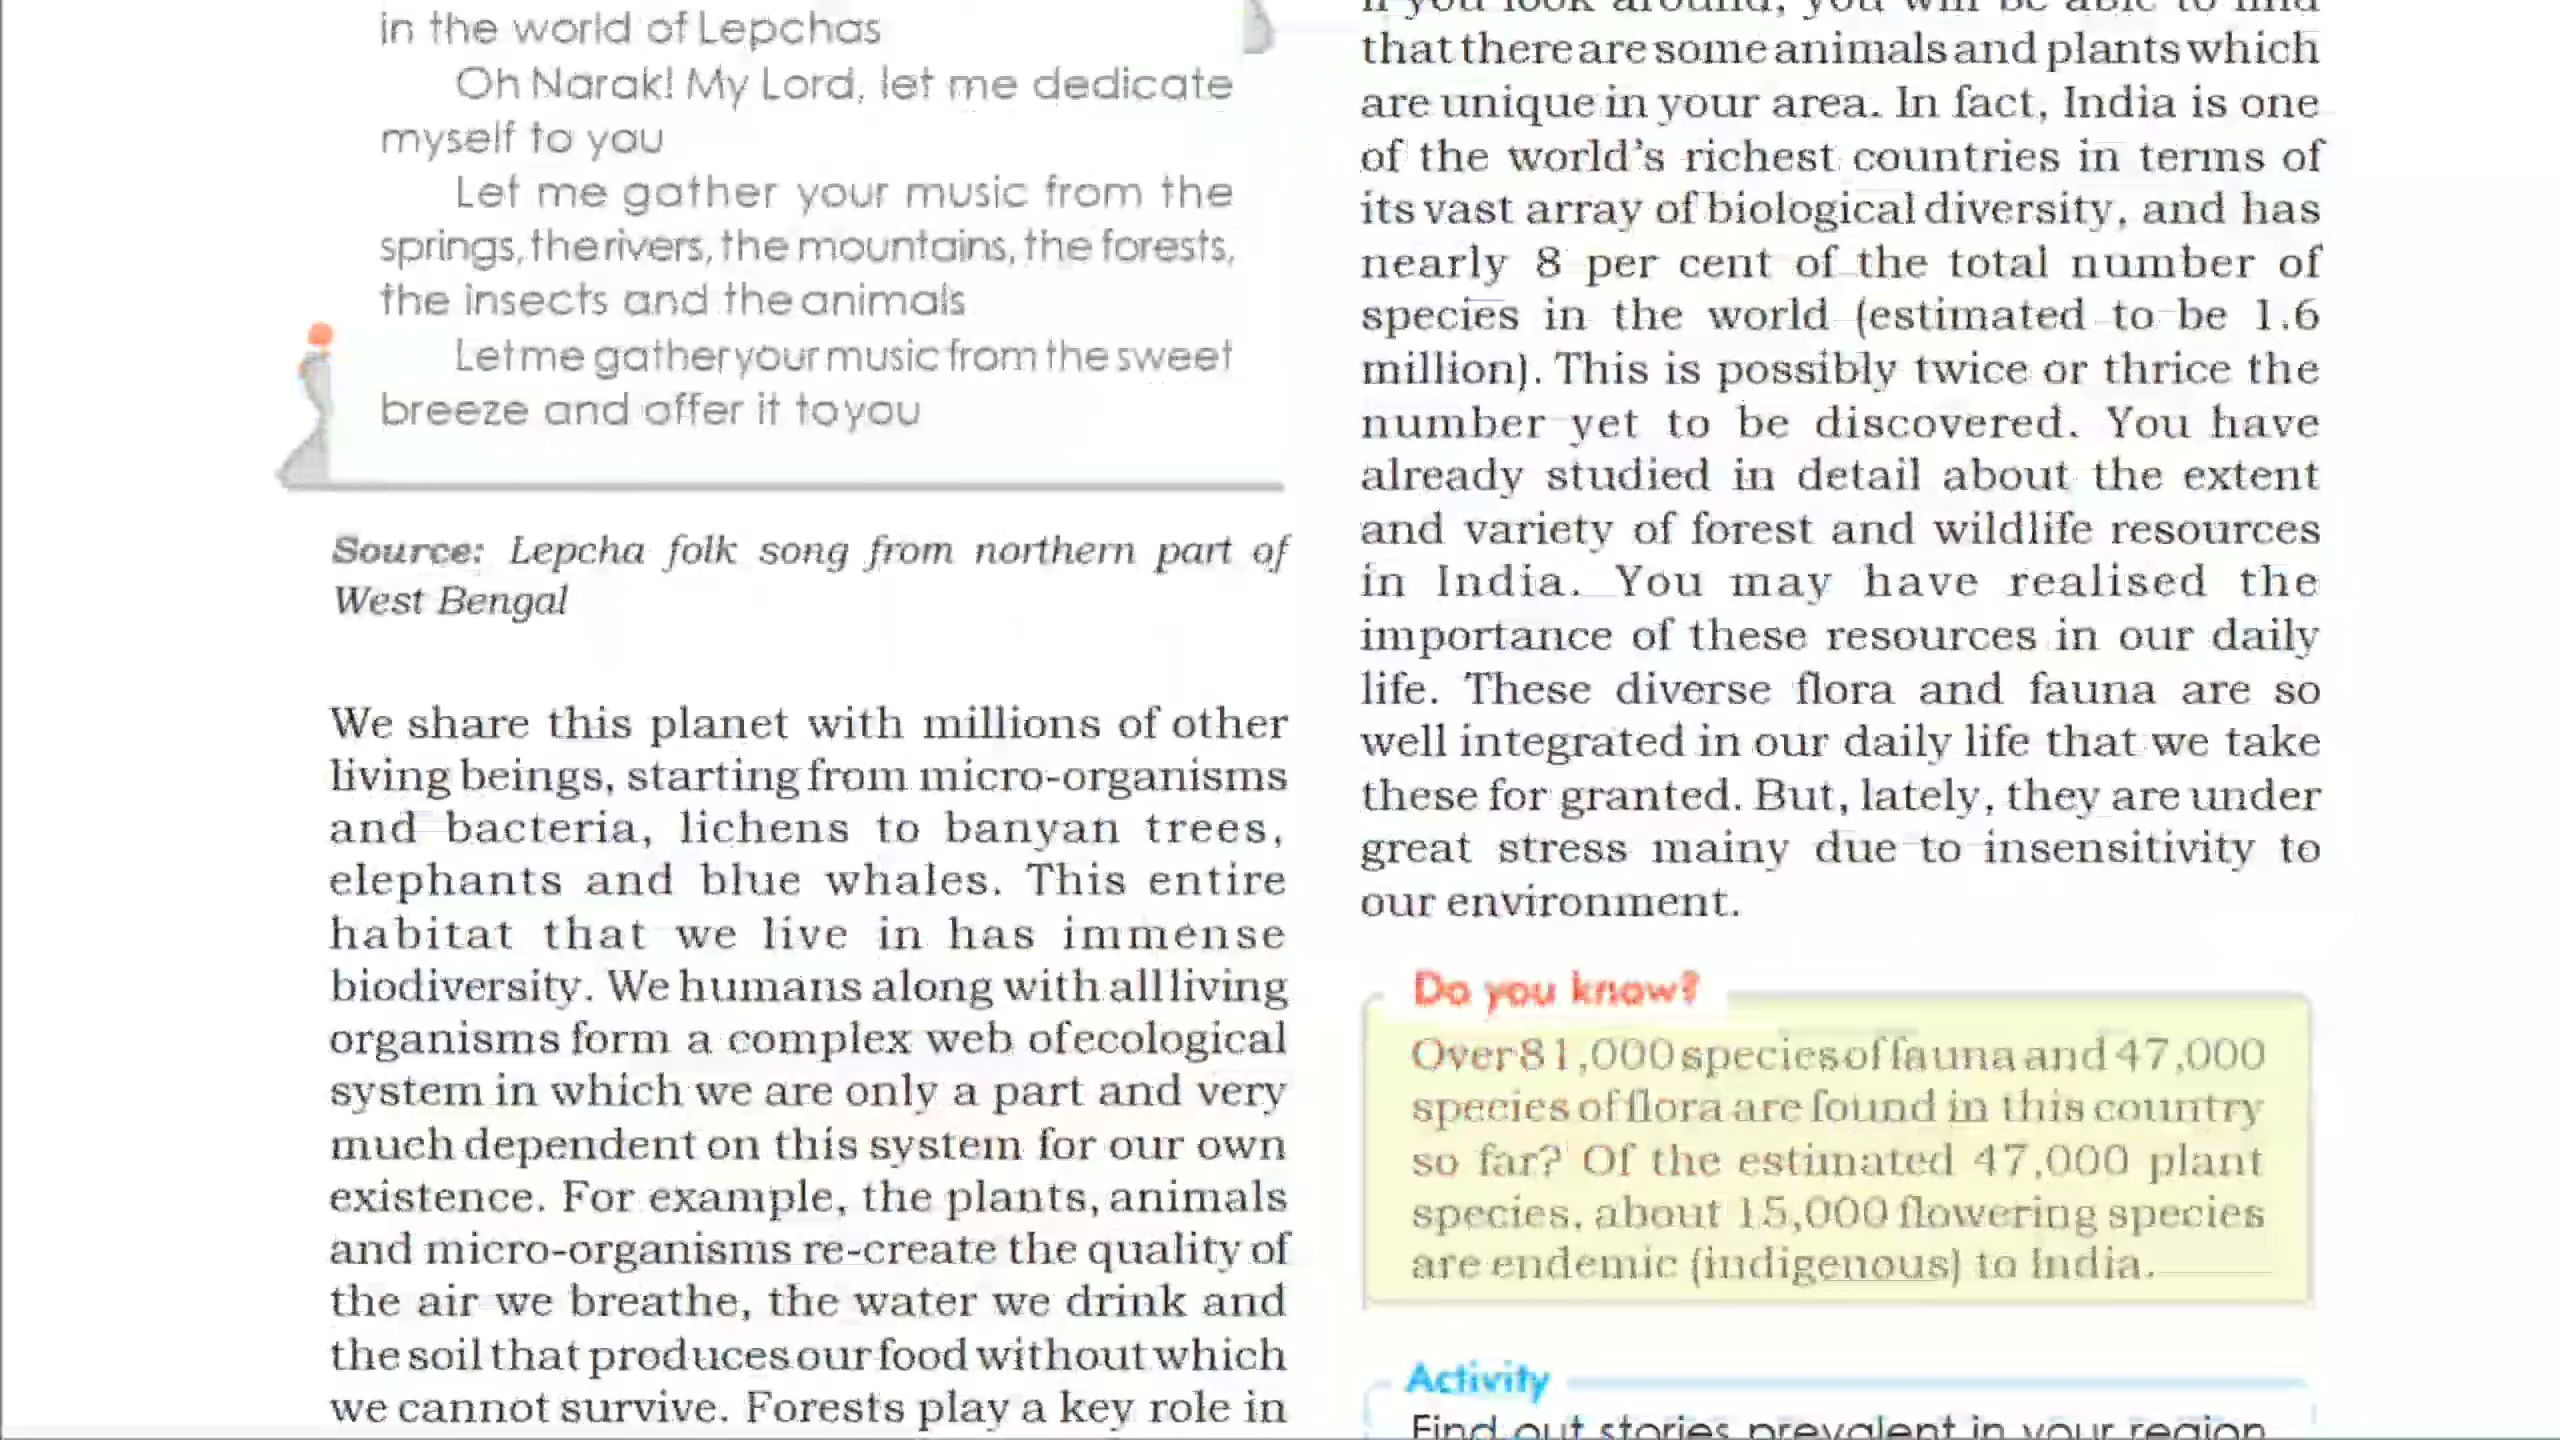 in the world of Lepchas
Oh Narak! My Lord, let me dedicate
myself to you
Let me gather your music from the
springs, the rivers, the mountains, the forests,
the insects and the animals
Let me gather your music from the sweet
breeze and offer it to you
Source: Lepcha folk song from northern part of
West Bengal
We share this planet with millions of other
living beings, starting from micro-organisms
and bacteria, lichens to banyan trees,
elephants and blue whales. This entire
habitat that we live in has immense
biodiversity. We humans along with all living
organisms form a complex web of ecological
system in which we are only a part and very
much dependent on this system for our own
existence. For example, the plants, animals
and micro-organisms re-create the quality of
the air we breathe, the water we drink and
the soil that produces our food without which
we cannot survive. Forests play a key role in
if you look around, you will be able to find
that there are some animals and plants which
are unique in your area. In fact, India is one
of the world's richest countries in terms of
its vast array of biological diversity, and has
nearly 8 per cent of the total number of
species in the world (estimated to be 1.6
million). This is possibly twice or thrice the
number yet to be discovered. You have
already studied in detail about the extent
and variety of forest and wildlife resources
in India. You may have realised the
importance of these resources in our daily
life. These diverse flora and fauna are so
well integrated in our daily life that we take
these for granted. But, lately, they are under
great stress mainy due to insensitivity to
our environment.
Do you know?
Over 81,000 species of fauna and 47,000
species of flora are found in this country
so far? Of the estimated 47,000 plant
species, about 15,000 flowering species
are endemic (indigenous) to India.
Activity
Find out stories prevalent in your region